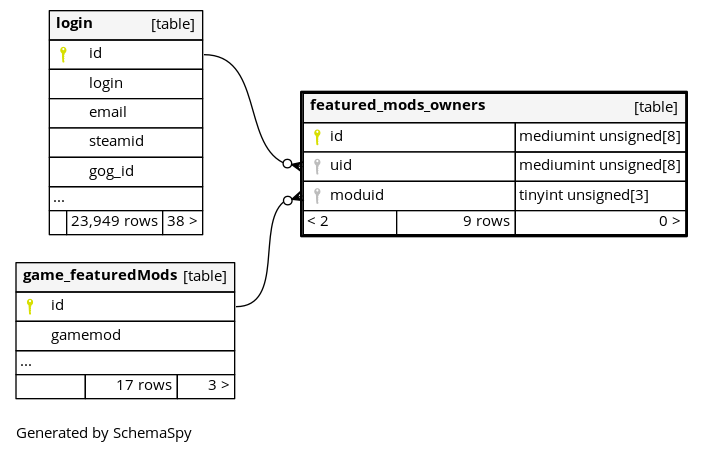 login [table]
id
login
email
steamid
gog_id
...
23,949 rows 38 >
featured_mods_owners [table]
id mediumint unsigned[8]
uid mediumint unsigned[8]
moduid tinyint unsigned[3]
< 2 9 rows 0 >
game_featuredMods [table]
id
gamemod
...
17 rows 3 >
Generated by SchemaSpy